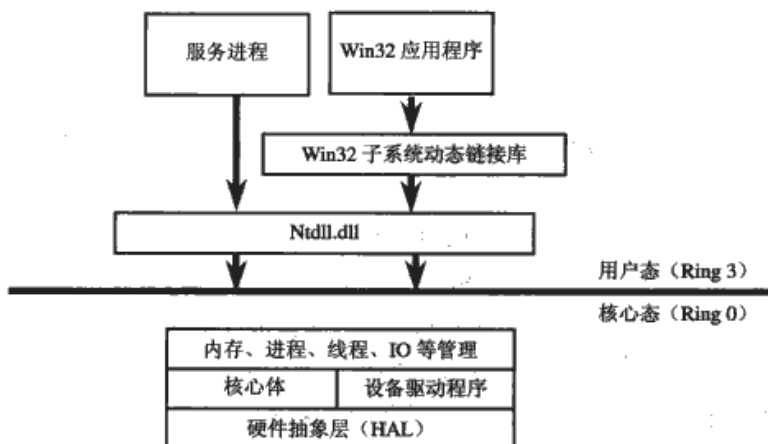 服务进程
Win32 应用程序
Win32 子系统动态链接库
Ntdll.dll
用户态（Ring 3）
核心态（Ring 0）
内存、进程、线程、IO 等管理
核心体
设备驱动程序
硬件抽象层（HAL）